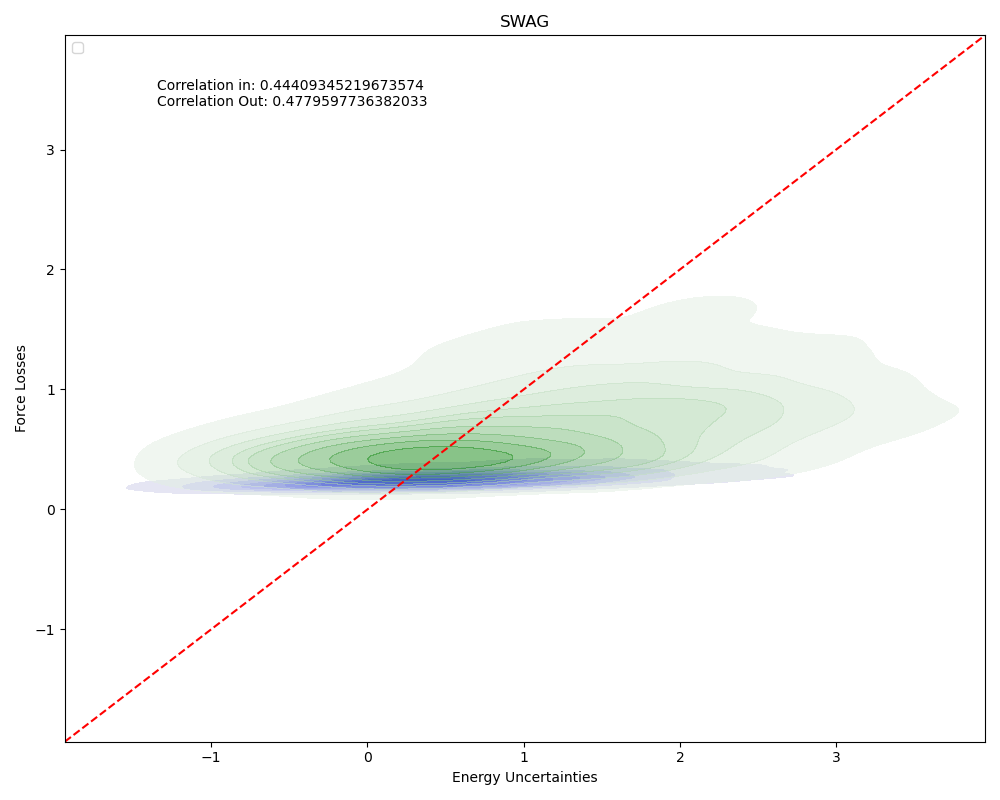 SWAG
Correlation in: 0.44409345219673574
Correlation Out: 0.4779597736382033
3
2
1
0
−1
Force Losses
−1
0
1
2
3
Energy Uncertainties